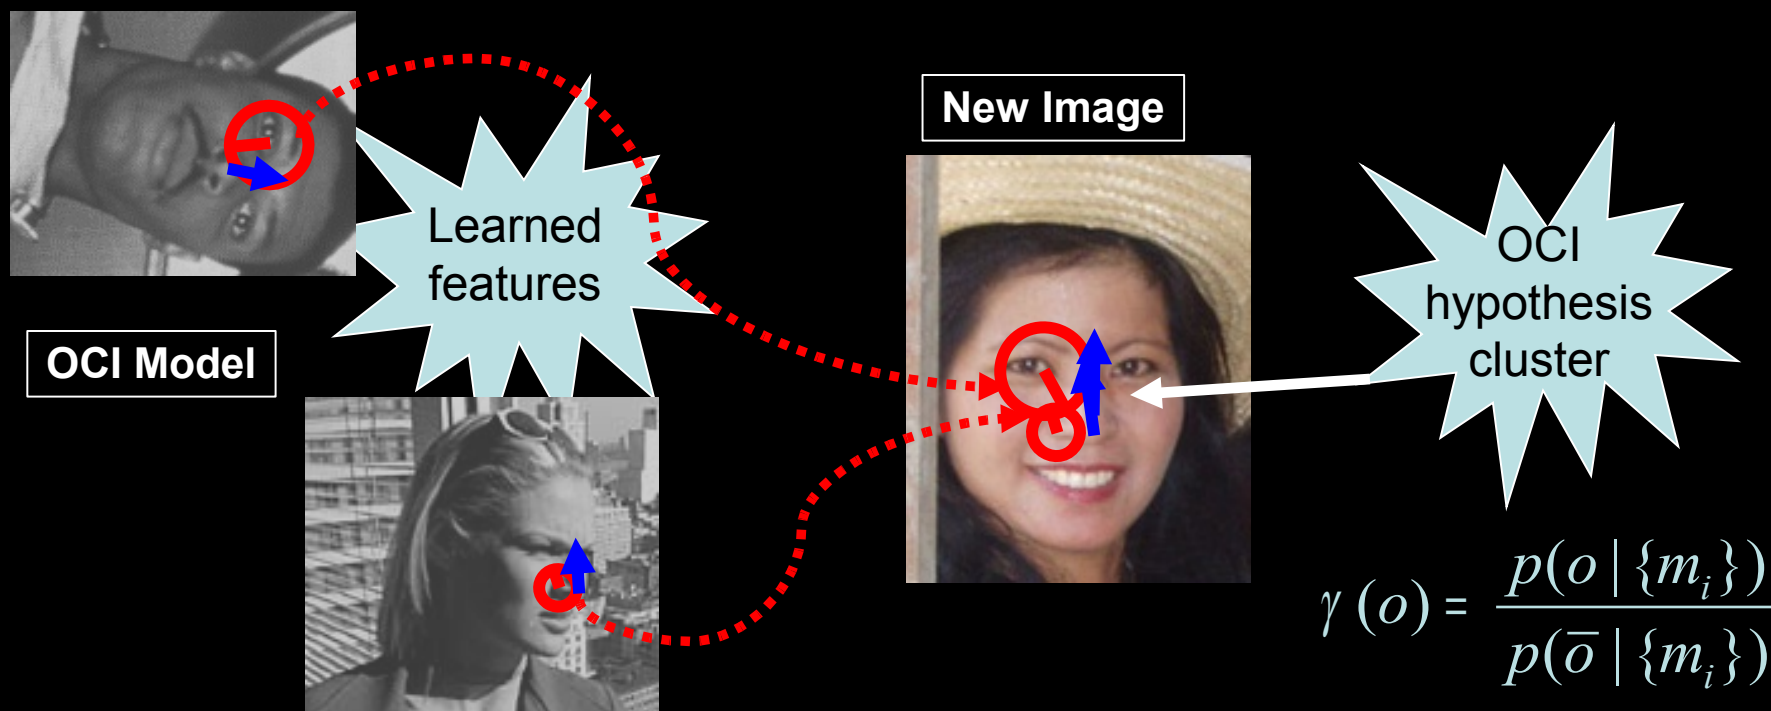 Learned
features
OCI Model
New Image
OCI
hypothesis
cluster
γ (o) = p(o | {m_i}) / p(o̅ | {m_i})